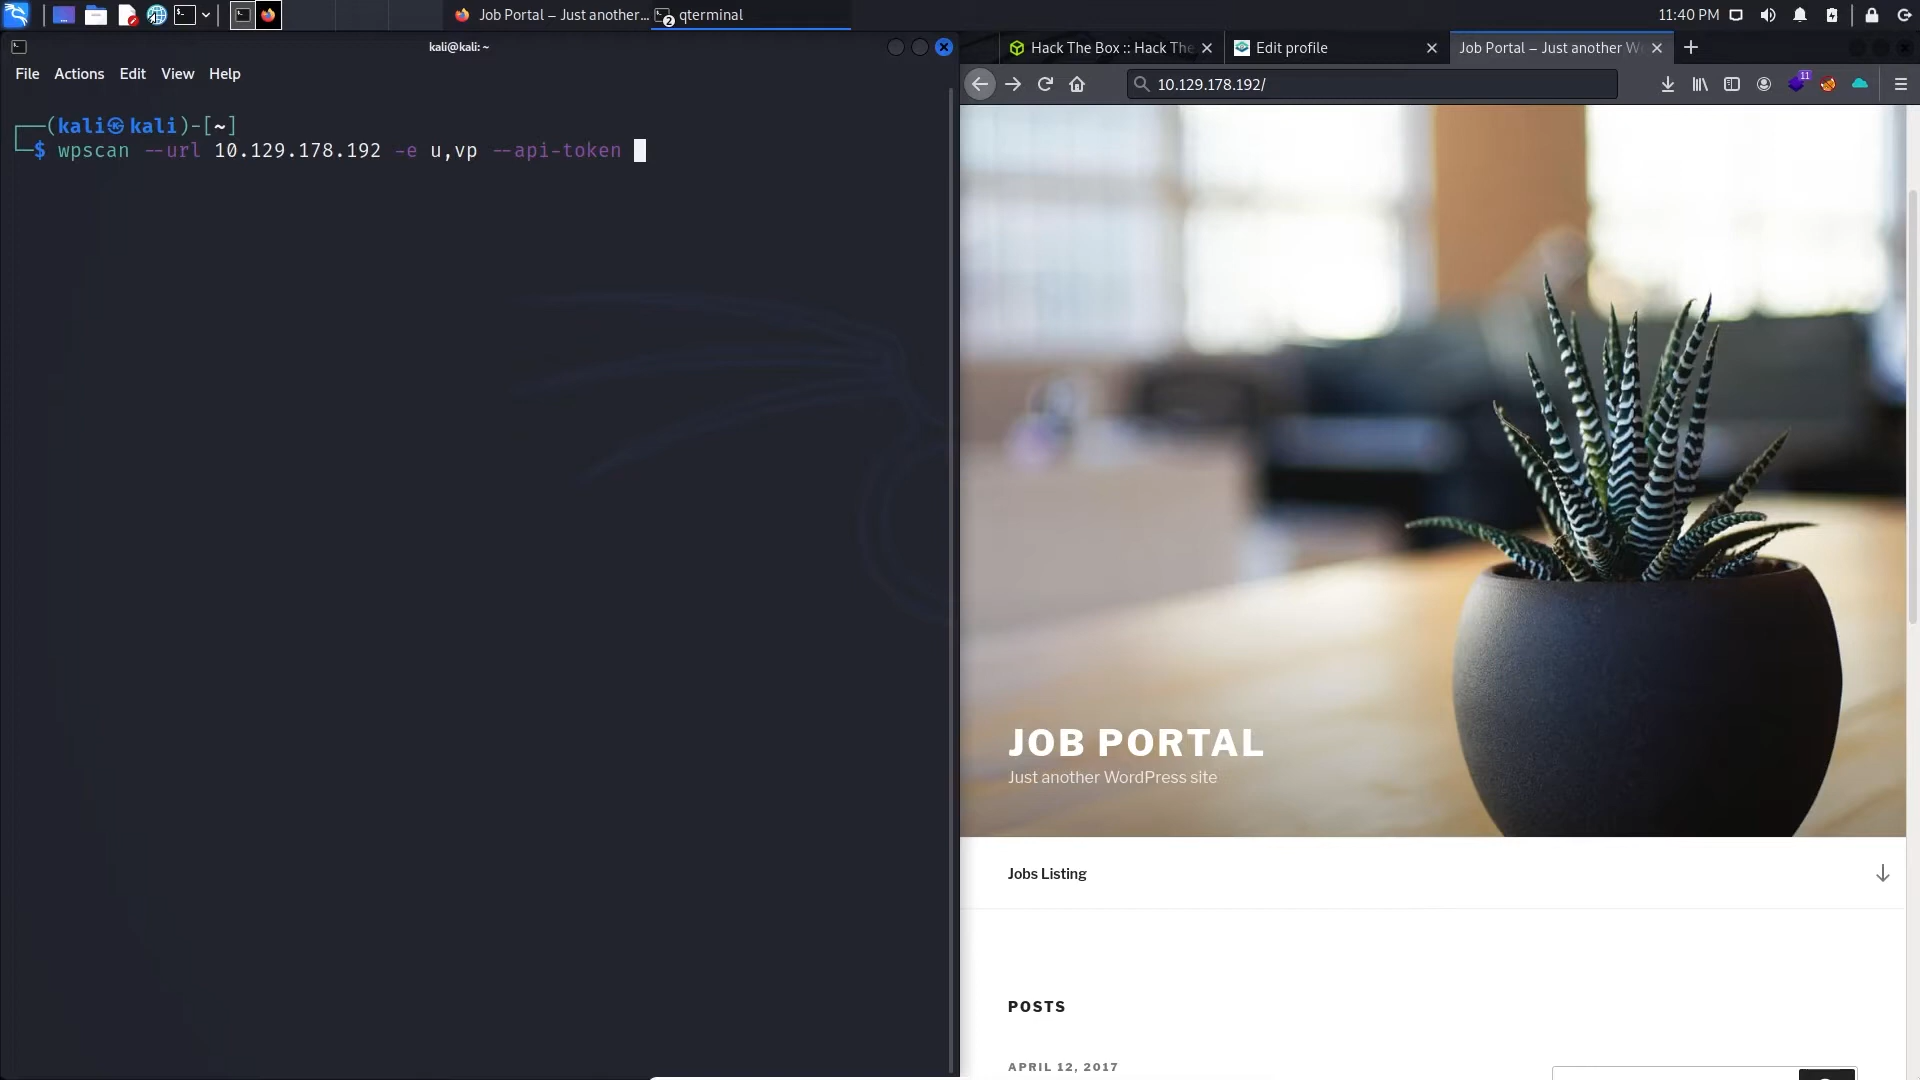 Job Portal – Just another...
2
qterminal
11:40 PM
kali@kali: ~
File Actions Edit View Help
┌──(kali㉿kali)-[~]
└─$ wpscan --url 10.129.178.192 -e u,vp --api-token
Hack The Box :: Hack The
Edit profile
Job Portal – Just another W
10.129.178.192/
11
JOB PORTAL
Just another WordPress site
Jobs Listing
POSTS
APRIL 12, 2017